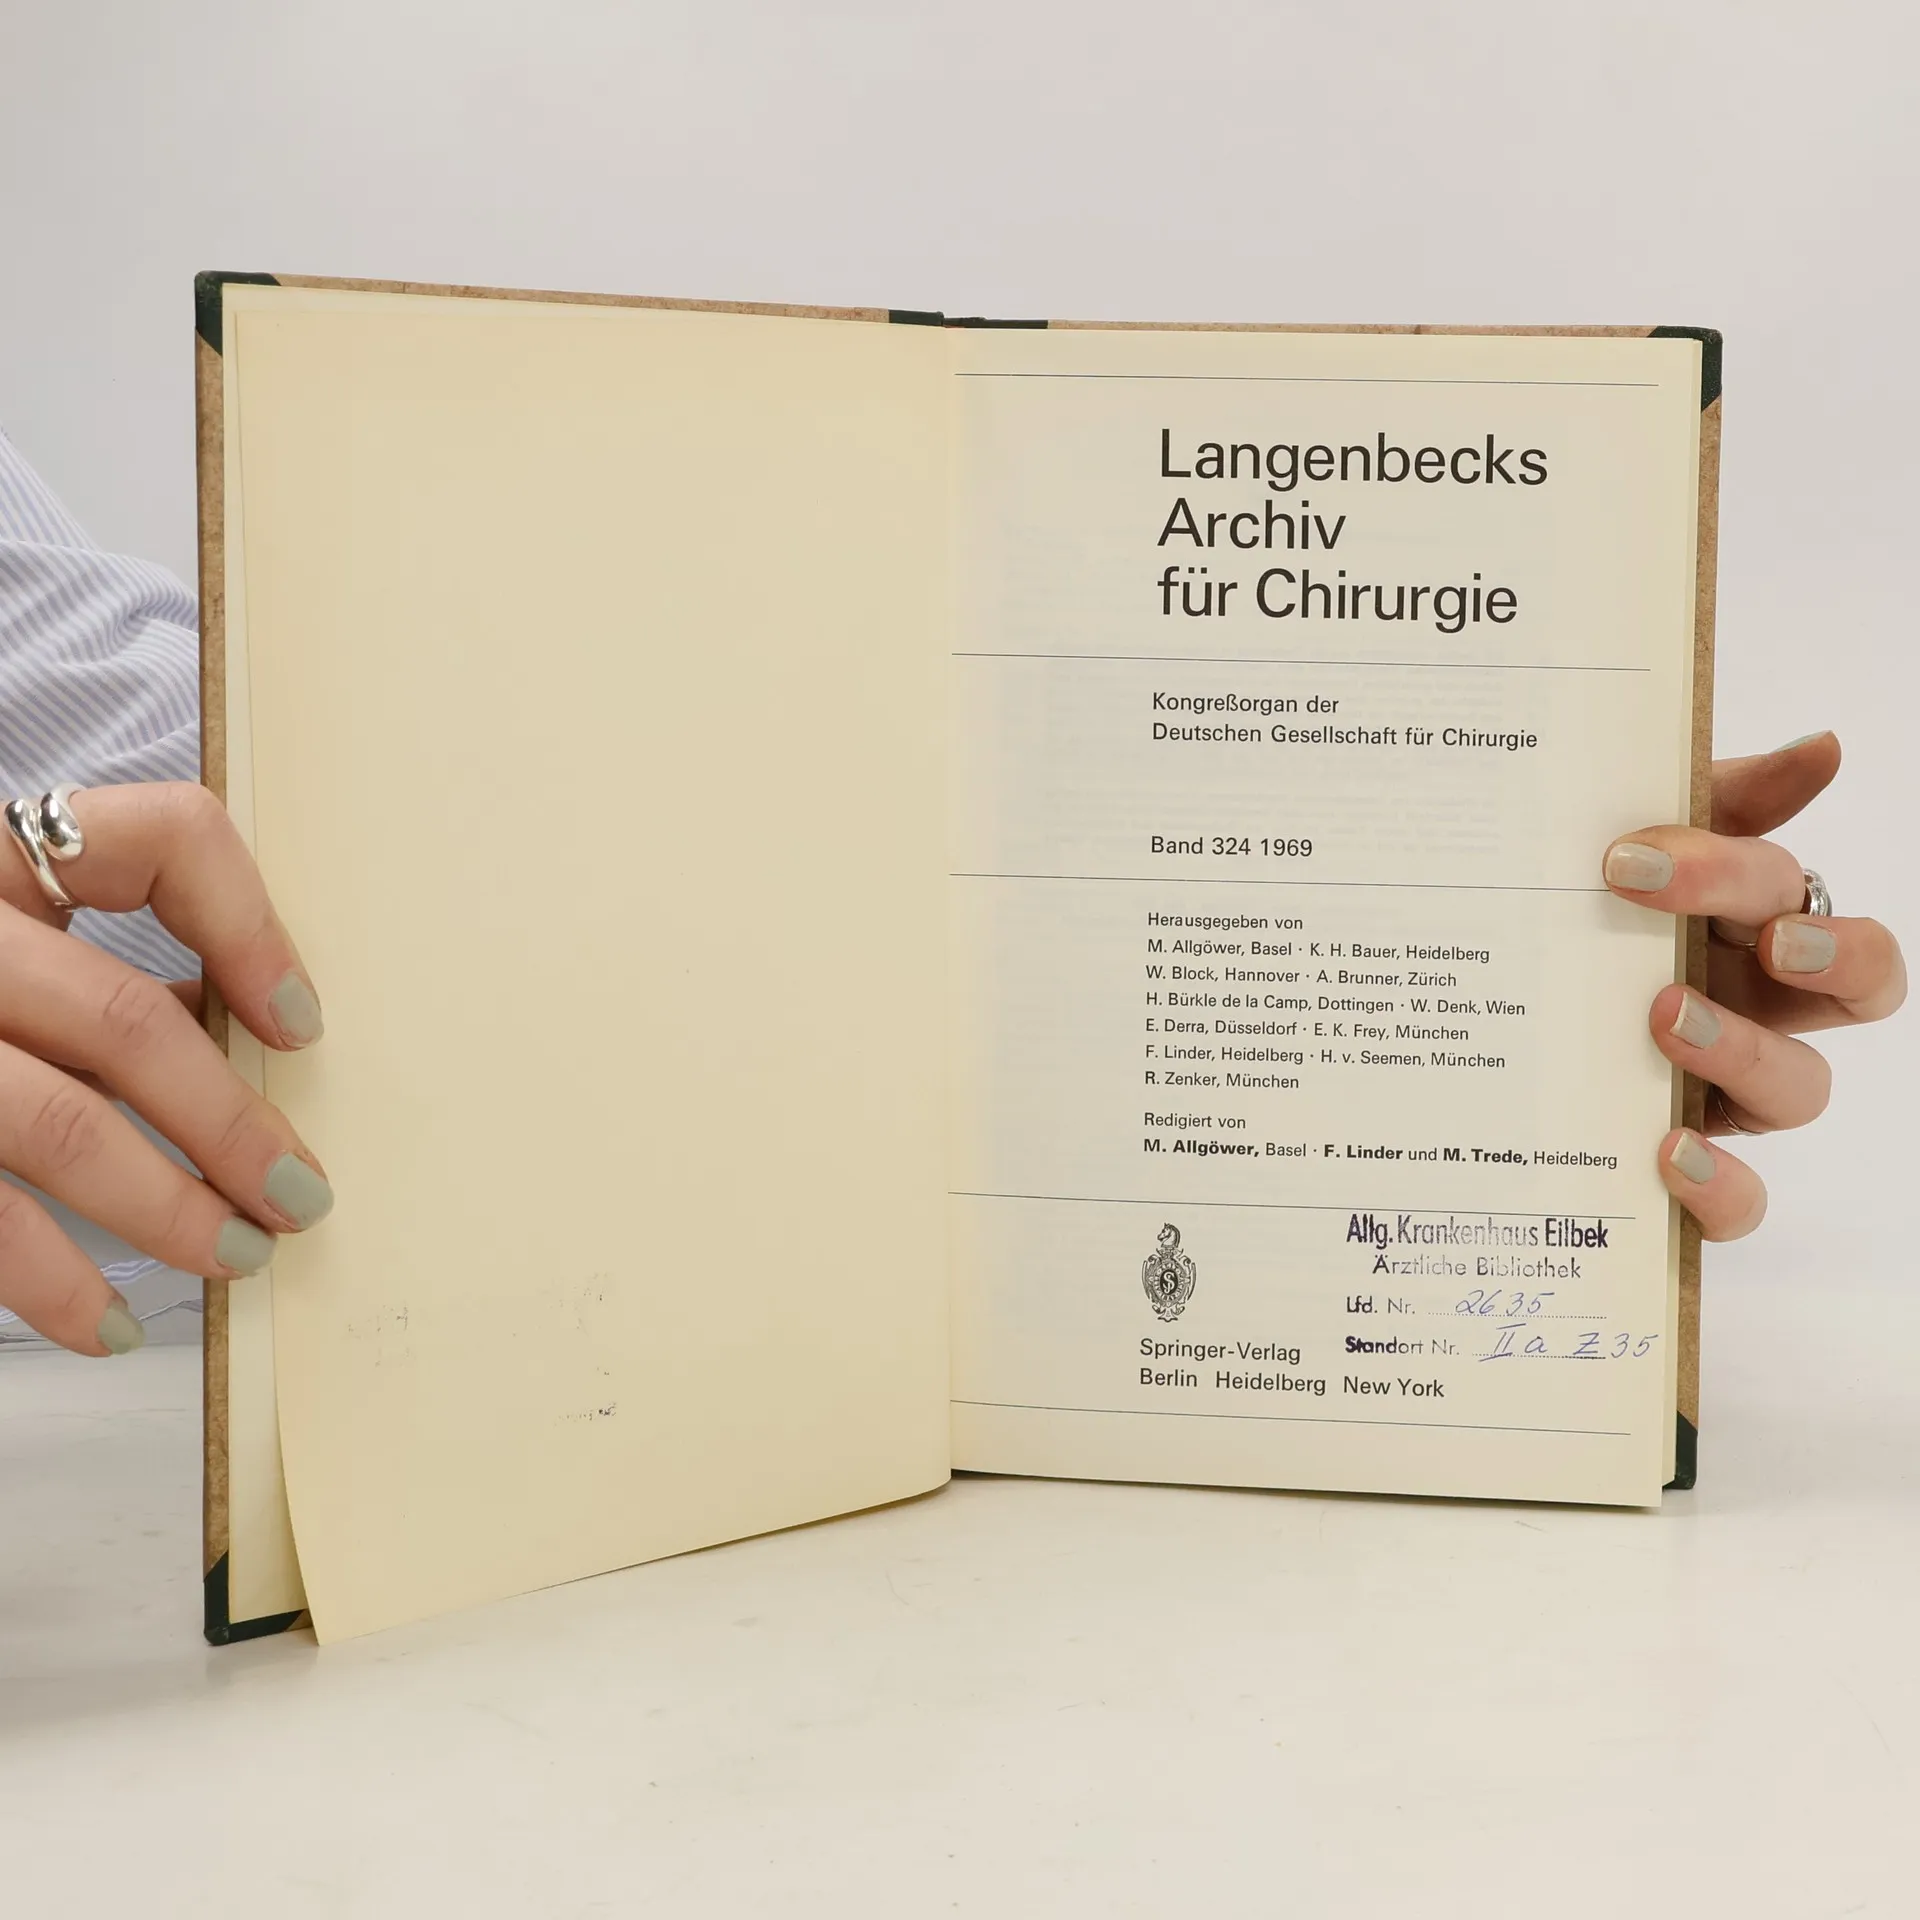 Langenbecks
Archiv
für Chirurgie
Kongreßorgan der
Deutschen Gesellschaft für Chirurgie
Band 324 1969
Herausgegeben von
M. Allgöwer, Basel · K. H. Bauer, Heidelberg
W. Block, Hannover · A. Brunner, Zürich
H. Bürkle de la Camp, Dottingen · W. Denk, Wien
E. Derra, Düsseldorf · E. K. Frey, München
F. Linder, Heidelberg · H. v. Seemen, München
R. Zenker, München
Redigiert von
M. Allgöwer, Basel · F. Linder und M. Trede, Heidelberg
Allg. Krankenhaus Eilbek
Ärztliche Bibliothek
Lfd. Nr. 2635
Standort Nr. II a Z 35
Springer-Verlag
Berlin Heidelberg New York